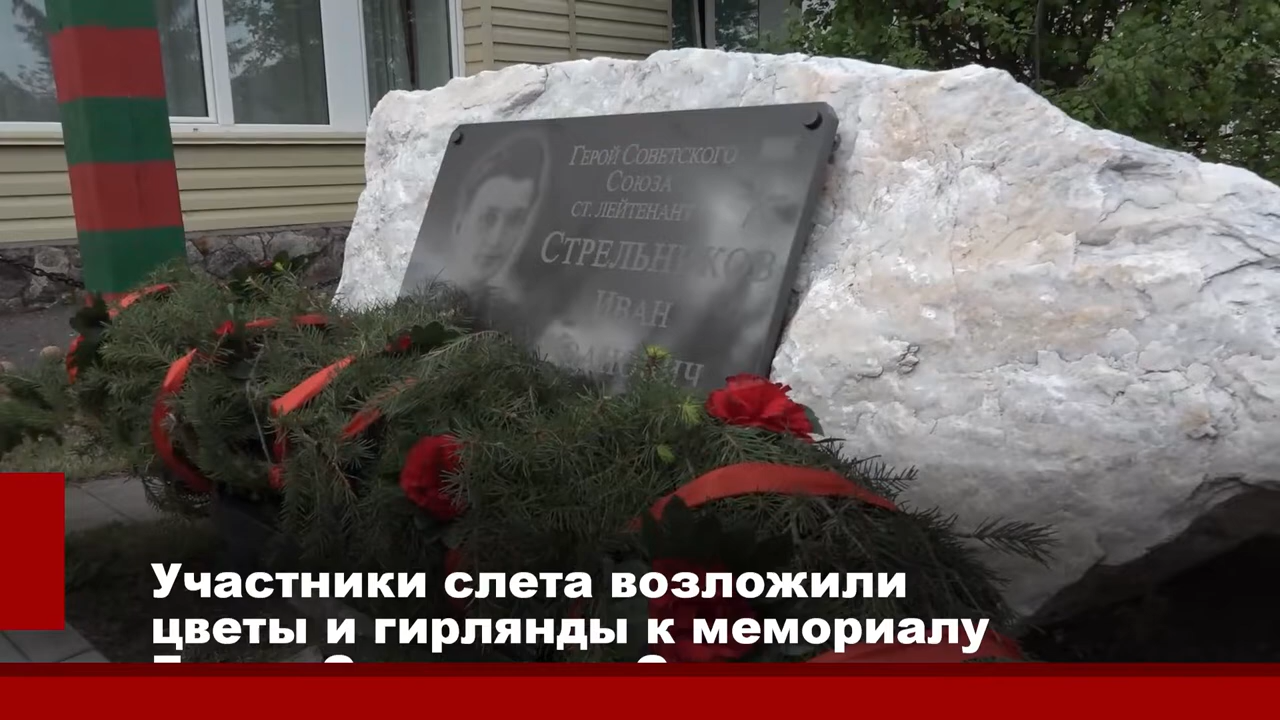 Герой Советского
Союза
ст. лейтенант
Стрельников
Иван
Участники слета возложили
цветы и гирлянды к мемориалу